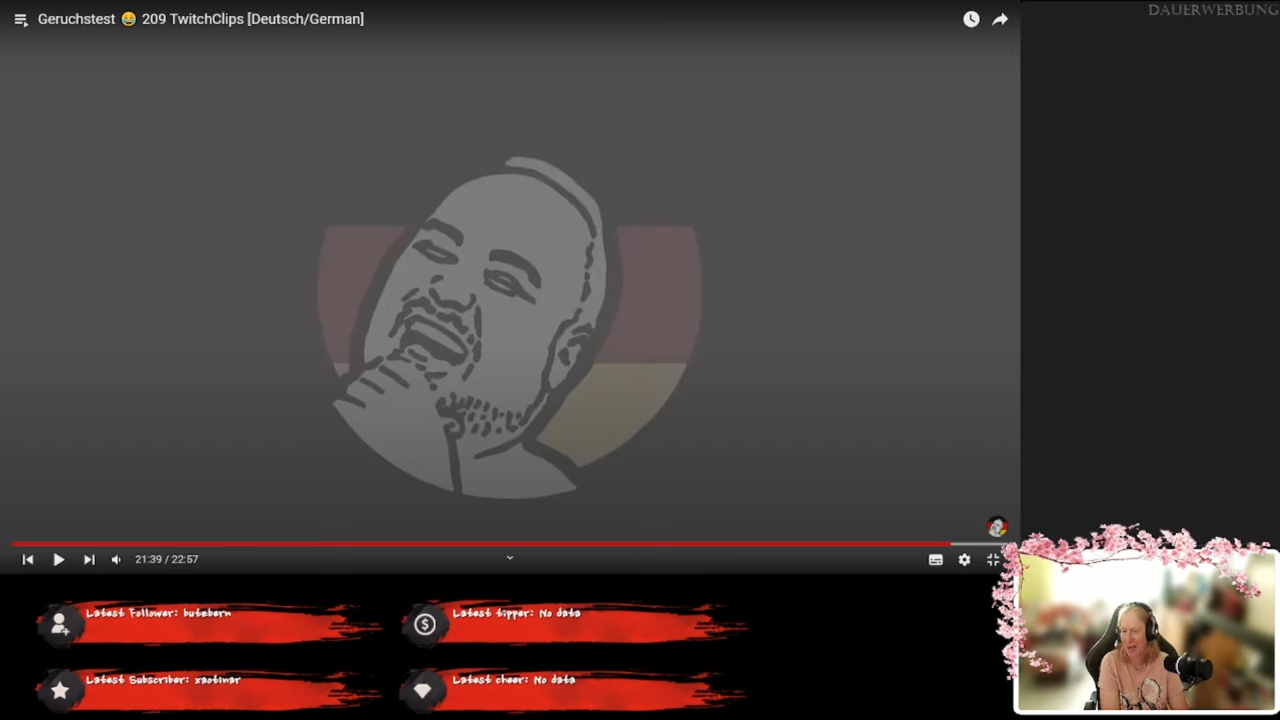 Geruchstest 😂 209 TwitchClips [Deutsch/German]
DAUERWERBUNG
21:39 / 22:57
Latest Follower: butebern
Latest tipper: No data
Latest Subscriber: xaotinar
Latest cheer: No data